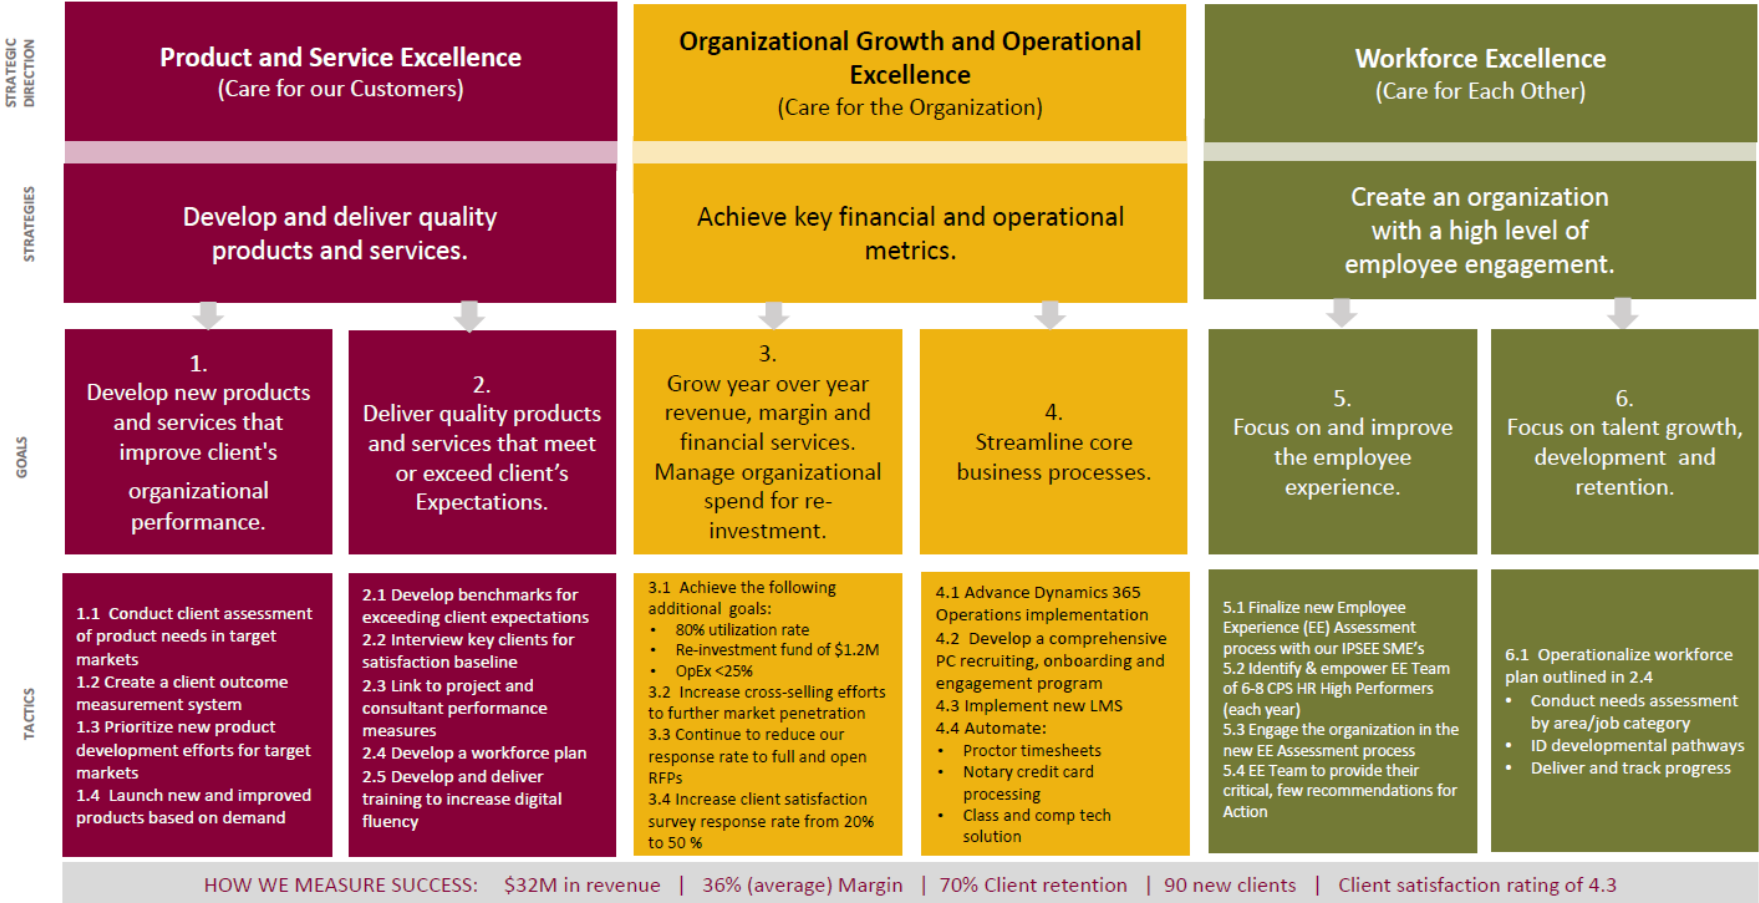 STRATEGIC
DIRECTION
Product and Service Excellence
(Care for our Customers)
Organizational Growth and Operational
Excellence
(Care for the Organization)
Workforce Excellence
(Care for Each Other)
STRATEGIES
Develop and deliver quality
products and services.
Achieve key financial and operational
metrics.
Create an organization
with a high level of
employee engagement.
GOALS
1.
Develop new products
and services that
improve client's
organizational
performance.
2.
Deliver quality products
and services that meet
or exceed client’s
Expectations.
3.
Grow year over year
revenue, margin and
financial services.
Manage organizational
spend for re-
investment.
4.
Streamline core
business processes.
5.
Focus on and improve
the employee
experience.
6.
Focus on talent growth,
development and
retention.
TACTICS
1.1 Conduct client assessment
of product needs in target
markets
1.2 Create a client outcome
measurement system
1.3 Prioritize new product
development efforts for target
markets
1.4 Launch new and improved
products based on demand
2.1 Develop benchmarks for
exceeding client expectations
2.2 Interview key clients for
satisfaction baseline
2.3 Link to project and
consultant performance
measures
2.4 Develop a workforce plan
2.5 Develop and deliver
training to increase digital
fluency
3.1 Achieve the following
additional goals:
• 80% utilization rate
• Re-investment fund of $1.2M
• OpEx <25%
3.2 Increase cross-selling efforts
to further market penetration
3.3 Continue to reduce our
response rate to full and open
RFPs
3.4 Increase client satisfaction
survey response rate from 20%
to 50 %
4.1 Advance Dynamics 365
Operations implementation
4.2 Develop a comprehensive
PC recruiting, onboarding and
engagement program
4.3 Implement new LMS
4.4 Automate:
• Proctor timesheets
• Notary credit card
processing
• Class and comp tech
solution
5.1 Finalize new Employee
Experience (EE) Assessment
process with our IPSEE SME’s
5.2 Identify & empower EE Team
of 6-8 CPS HR High Performers
(each year)
5.3 Engage the organization in the
new EE Assessment process
5.4 EE Team to provide their
critical, few recommendations for
Action
6.1 Operationalize workforce
plan outlined in 2.4
• Conduct needs assessment
by area/job category
• ID developmental pathways
• Deliver and track progress
HOW WE MEASURE SUCCESS: $32M in revenue | 36% (average) Margin | 70% Client retention | 90 new clients | Client satisfaction rating of 4.3